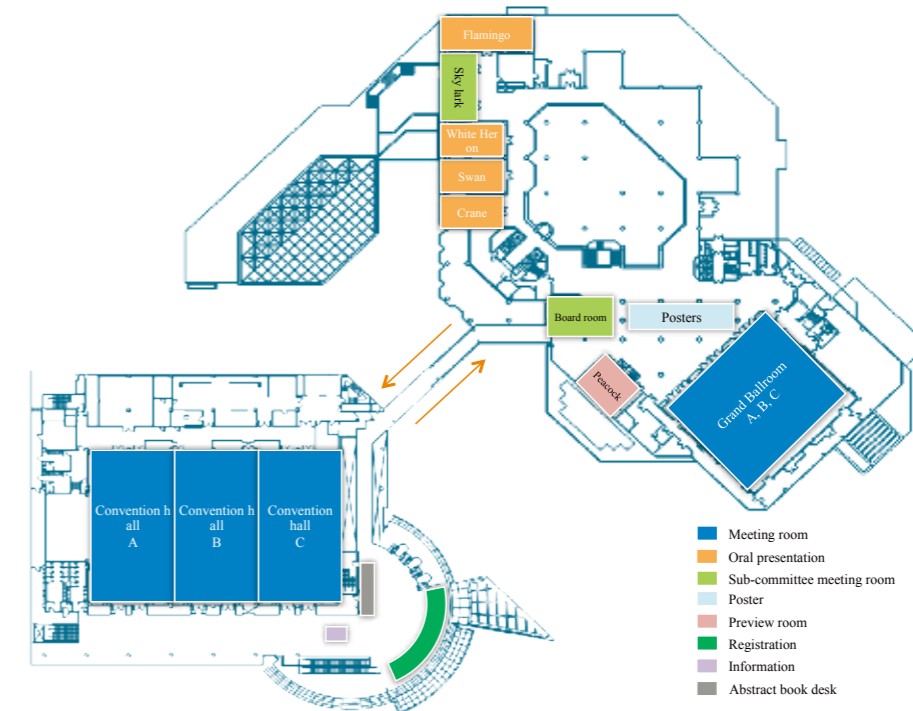 Flamingo
Sky lark
White Her
on
Swan
Crane
Board room
Posters
Peacock
Grand Ballroom
A, B, C
Convention h
all
A
Convention h
all
B
Convention
hall
C
Meeting room
Oral presentation
Sub-committee meeting room
Poster
Preview room
Registration
Information
Abstract book desk